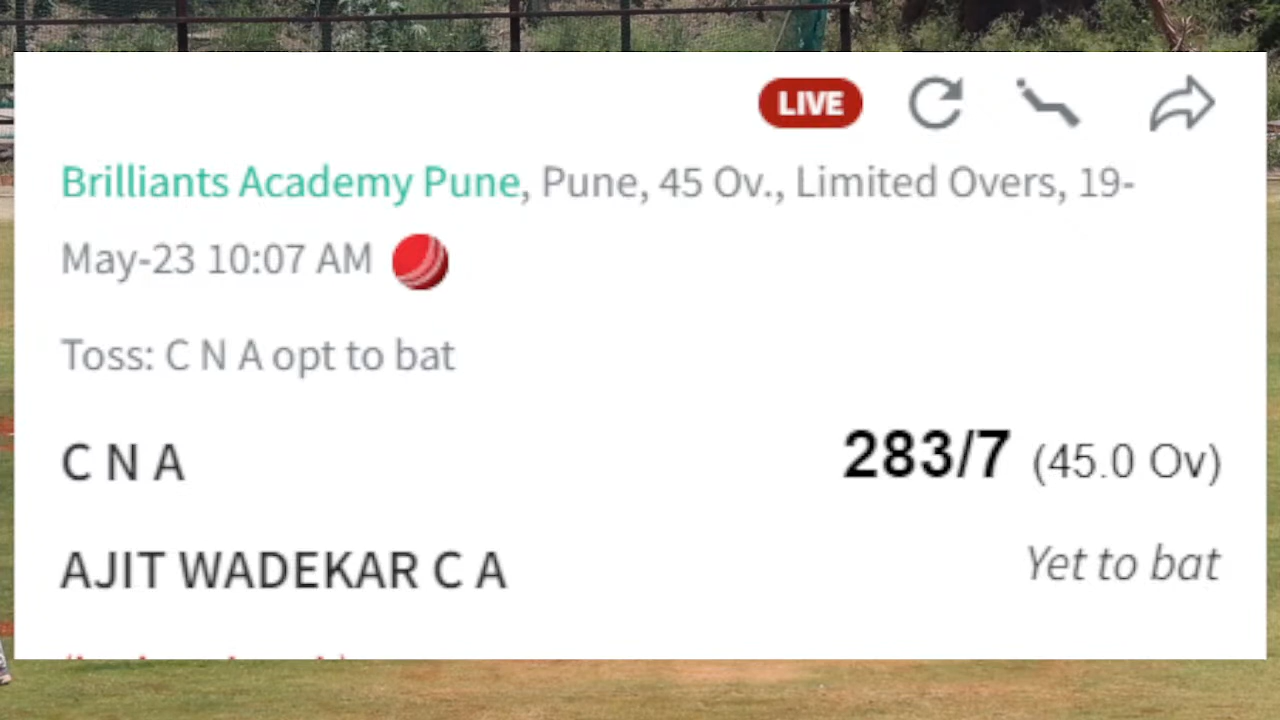 LIVE
Brilliants Academy Pune, Pune, 45 Ov., Limited Overs, 19-
May-23 10:07 AM
Toss: C N A opt to bat
C N A 283/7 (45.0 Ov)
AJIT WADEKAR C A Yet to bat